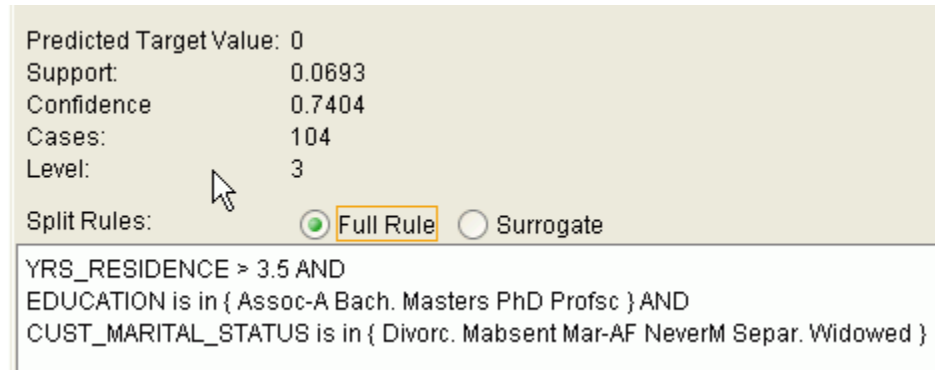 Predicted Target Value: 0
Support: 0.0693
Confidence 0.7404
Cases: 104
Level: 3
Split Rules: Full Rule Surrogate
YRS_RESIDENCE > 3.5 AND
EDUCATION is in { Assoc-A Bach. Masters PhD Profsc } AND
CUST_MARITAL_STATUS is in { Divorc. Mabsent Mar-AF NeverM Separ. Widowed }